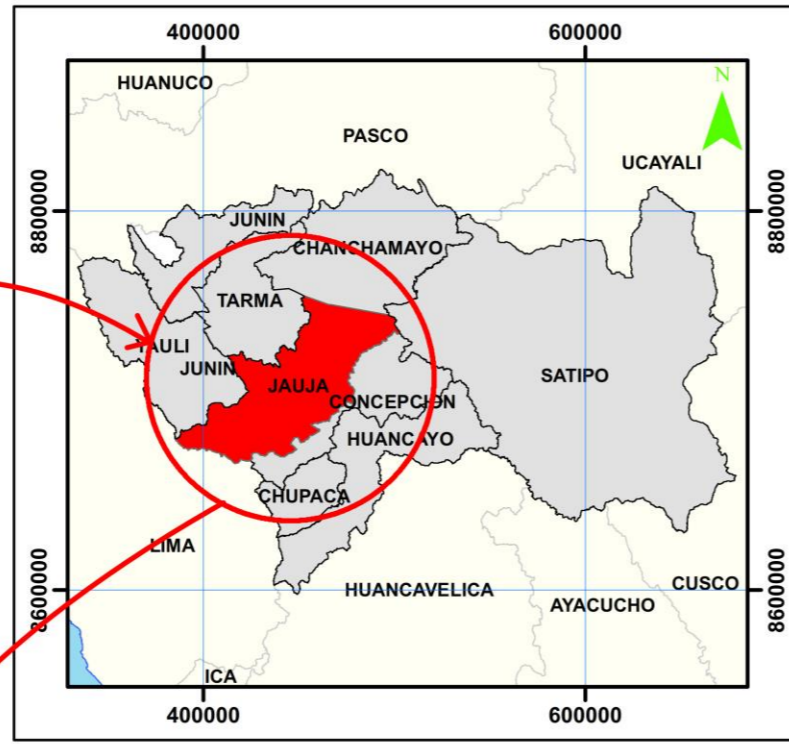 400000 600000
HUANUCO
N
PASCO
UCAYALI
8800000 8800000
JUNIN
CHANCHAMAYO
TARMA
YAULI
JUNIN
SATIPO
JAUJA
CONCEPCION
HUANCAYO
CHUPACA
LIMA
8600000 8600000
HUANCAVELICA
CUSCO
AYACUCHO
ICA
400000 600000